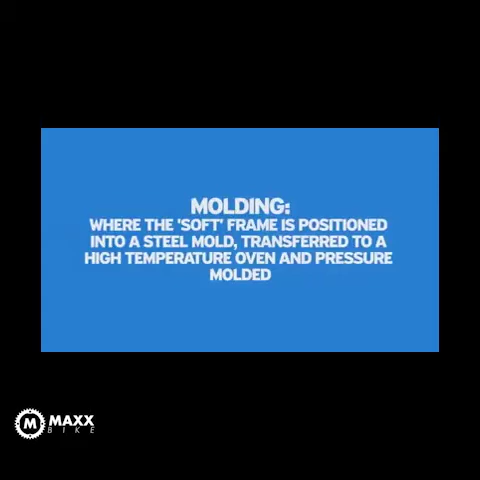 MOLDING:
WHERE THE 'SOFT' FRAME IS POSITIONED
INTO A STEEL MOLD, TRANSFERRED TO A
HIGH TEMPERATURE OVEN AND PRESSURE
MOLDED
M MAXX
BIKE